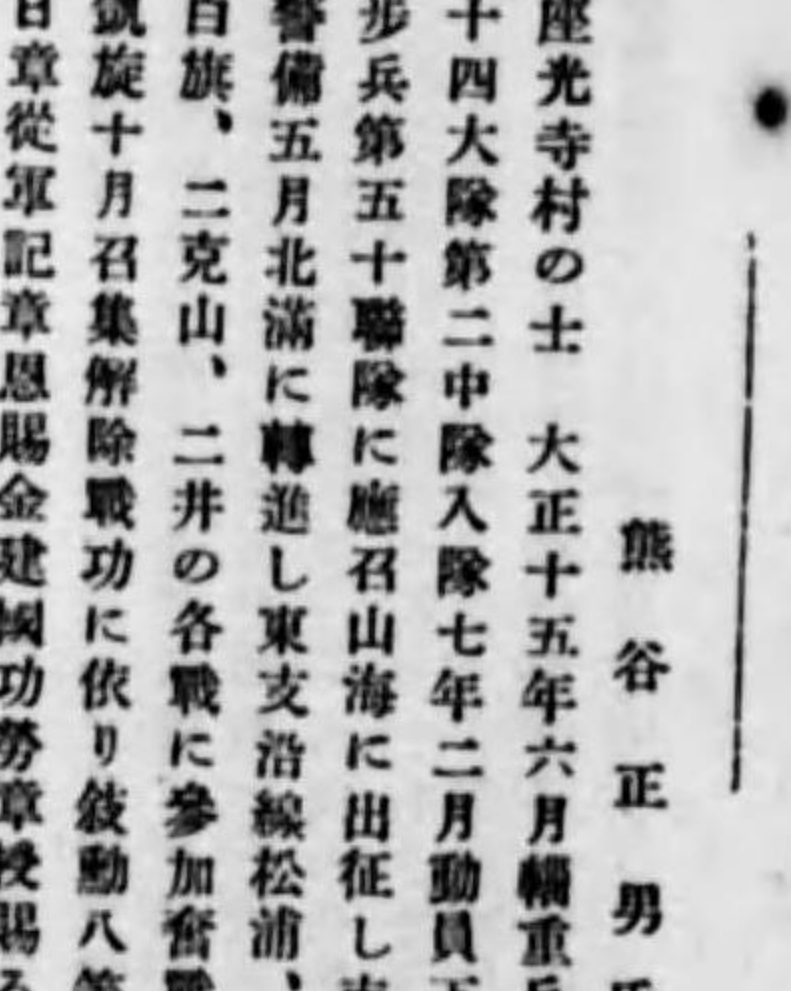 熊谷正男
座光寺村の士　大正十五年六月輜重
十四大隊第二中隊入隊七年二月動員
步兵第五十聯隊に應召山海に出征し
警備五月北滿に轉進し東支沿線松浦、
白旗、二克山、二井の各戰に參加奮戰
凱旋十月召集解除戰功に依り敍勳八
日章從軍記章恩賜金建國功勞章授賜